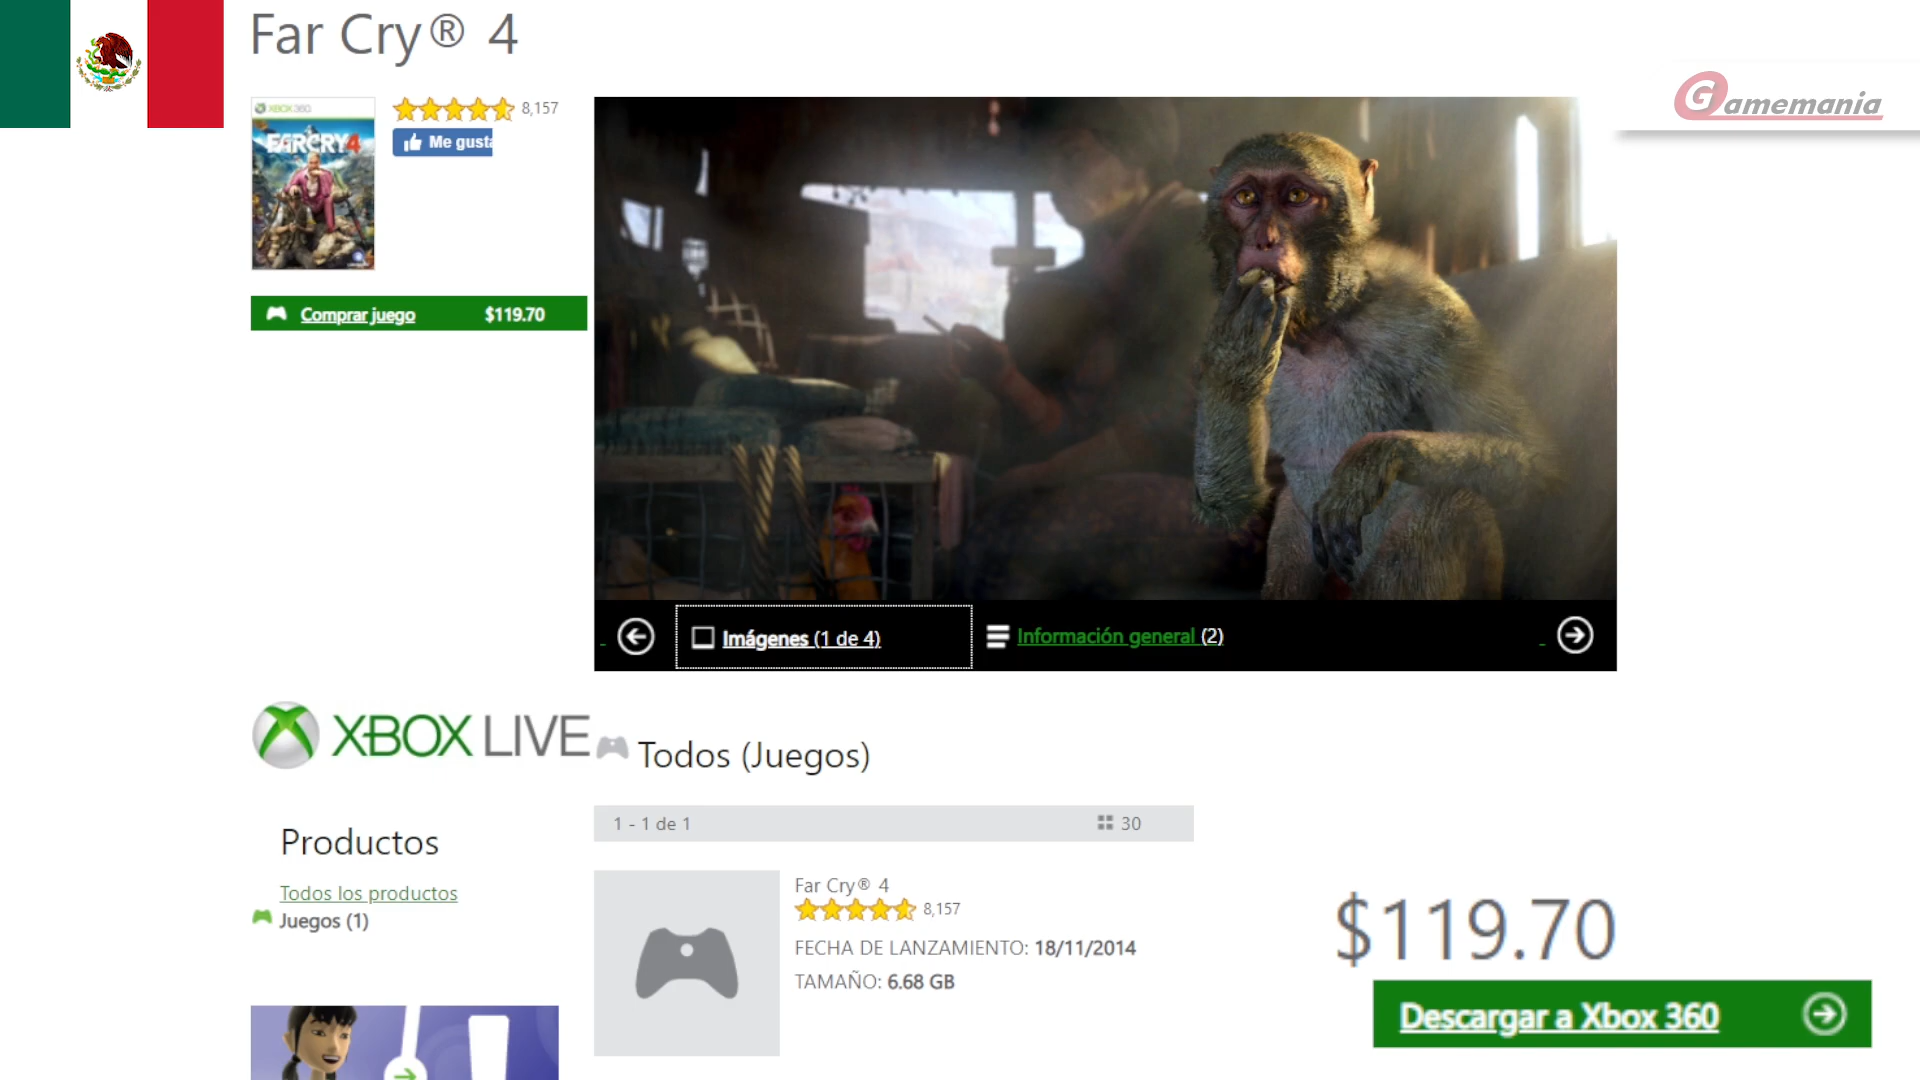 Far Cry® 4
Gamemania
XBOX 360
FARCRY4
8,157
Me gusta
Comprar juego $119.70
Imágenes (1 de 4)
Información general (2)
XBOX LIVE
Todos (Juegos)
1 - 1 de 1
30
Productos
Todos los productos
Juegos (1)
Far Cry® 4
8,157
FECHA DE LANZAMIENTO: 18/11/2014
TAMAÑO: 6.68 GB
$119.70
Descargar a Xbox 360